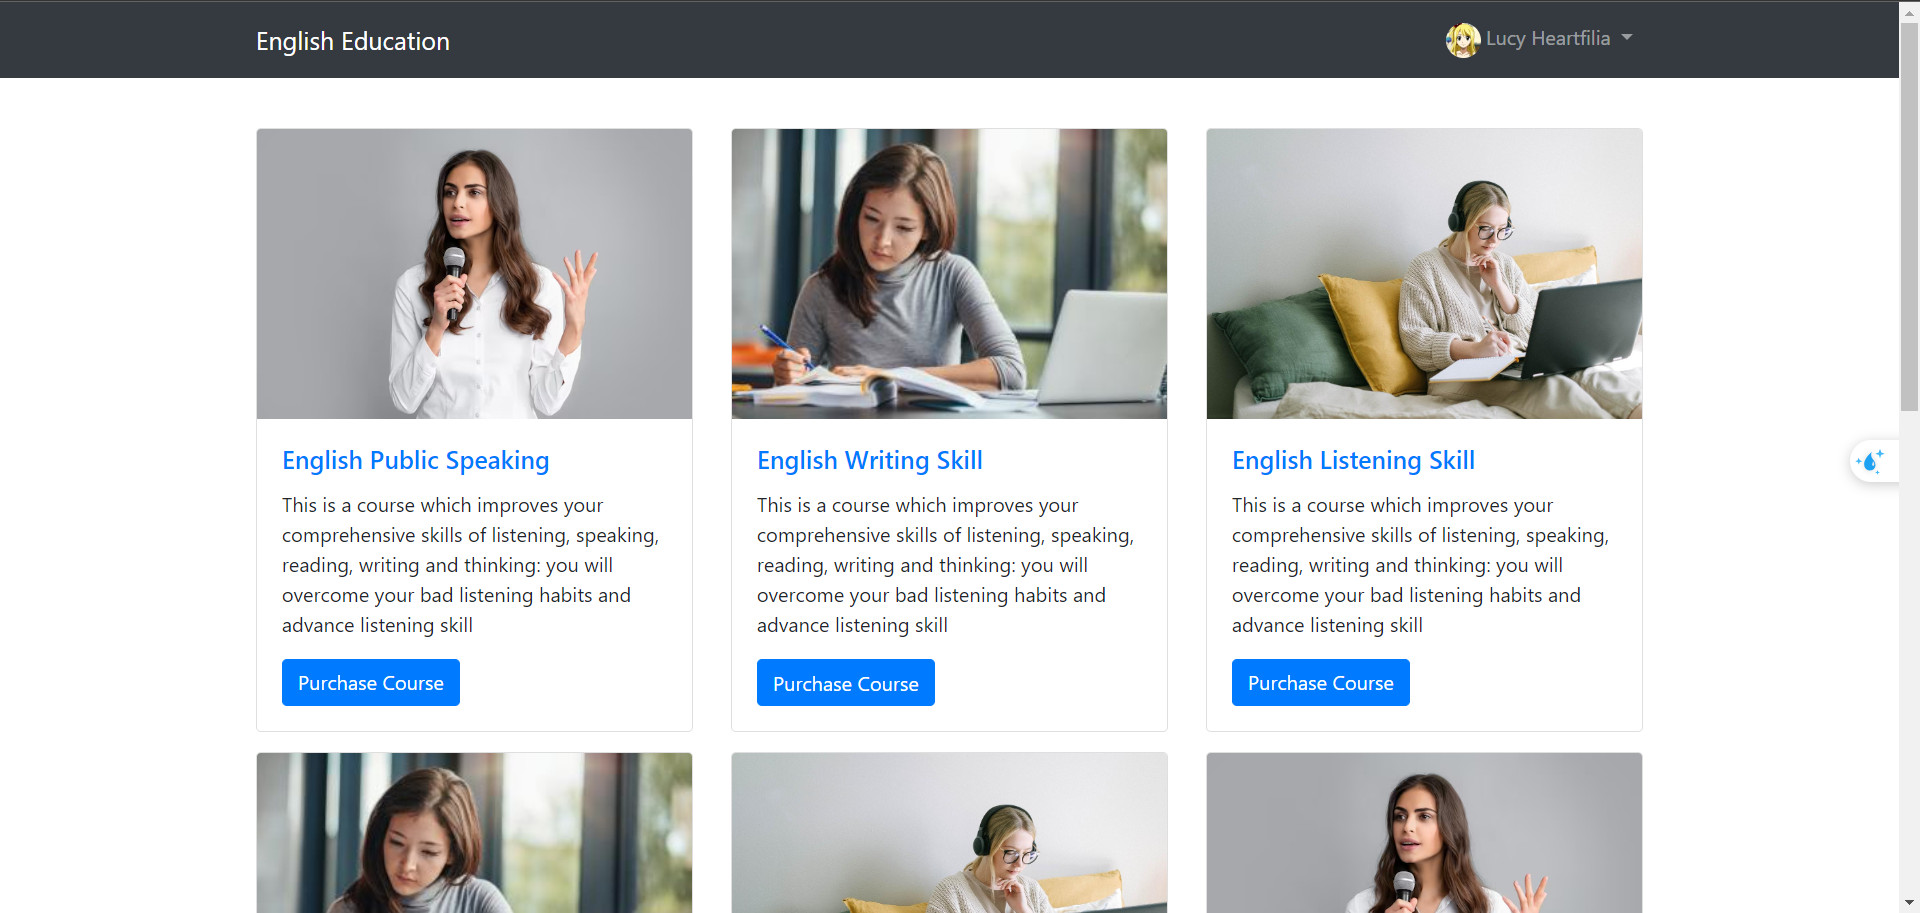 English Education
Lucy Heartfilia
English Public Speaking
This is a course which improves your
comprehensive skills of listening, speaking,
reading, writing and thinking: you will
overcome your bad listening habits and
advance listening skill
Purchase Course
English Writing Skill
This is a course which improves your
comprehensive skills of listening, speaking,
reading, writing and thinking: you will
overcome your bad listening habits and
advance listening skill
Purchase Course
English Listening Skill
This is a course which improves your
comprehensive skills of listening, speaking,
reading, writing and thinking: you will
overcome your bad listening habits and
advance listening skill
Purchase Course